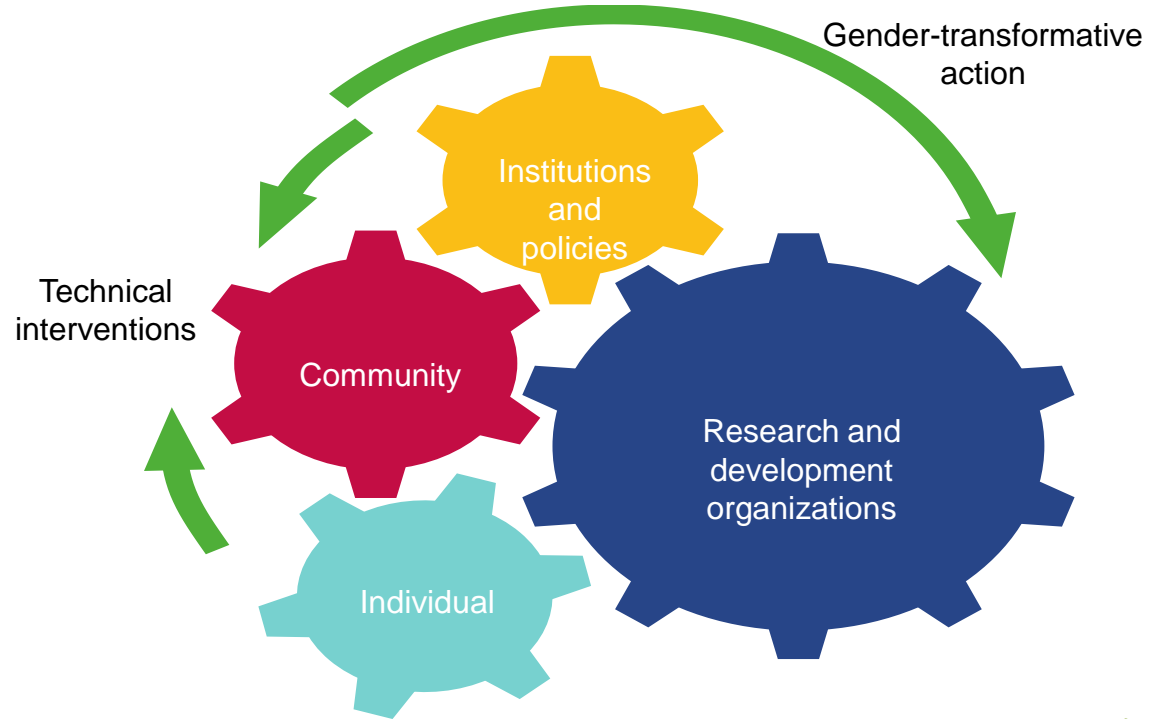 Gender-transformative
action
Institutions
and
policies
Technical
interventions
Community
Research and
development
organizations
Individual